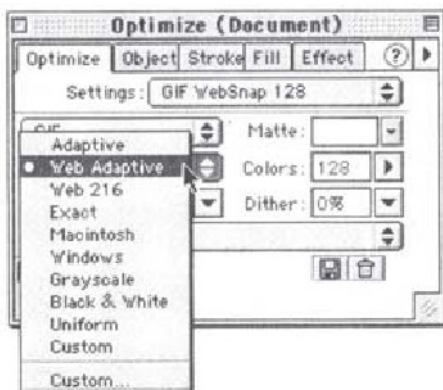 Optimize (Document)
Optimize Object Stroke Fill Effect ?
Settings: GIF WebSnap 128
GIF
Matte:
Adaptive
Web Adaptive
Colors: 128
Web 216
Dither: 0%
Exact
Macintosh
Windows
Grayscale
Black & White
Uniform
Custom
Custom...